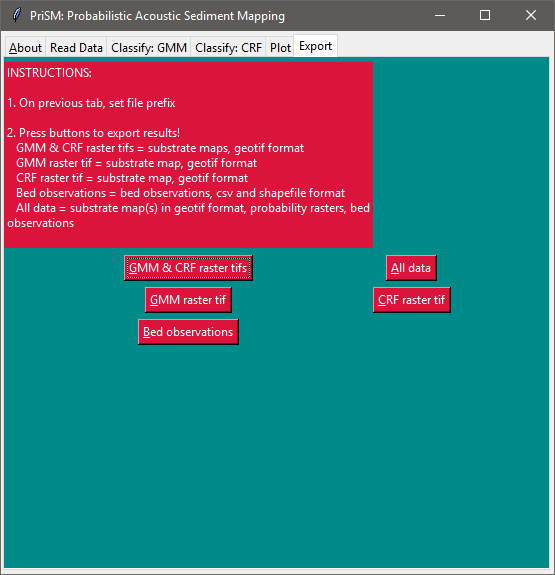 PriSM: Probabilistic Acoustic Sediment Mapping
About Read Data Classify: GMM Classify: CRF Plot Export
INSTRUCTIONS:
1. On previous tab, set file prefix
2. Press buttons to export results!
GMM & CRF raster tifs = substrate maps, geotif format
GMM raster tif = substrate map, geotif format
CRF raster tif = substrate map, geotif format
Bed observations = bed observations, csv and shapefile format
All data = substrate map(s) in geotif format, probability rasters, bed
observations
GMM & CRF raster tifs All data
GMM raster tif CRF raster tif
Bed observations